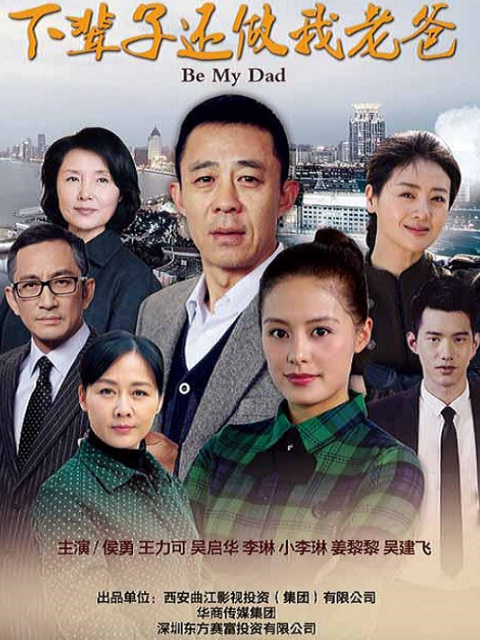 下辈子还做我老爸
Be My Dad
主演/侯勇 王力可 吴启华 李琳 小李琳 姜黎黎 吴建飞
出品单位：西安曲江影视投资（集团）有限公司
华商传媒集团
深圳东方赛富投资有限公司